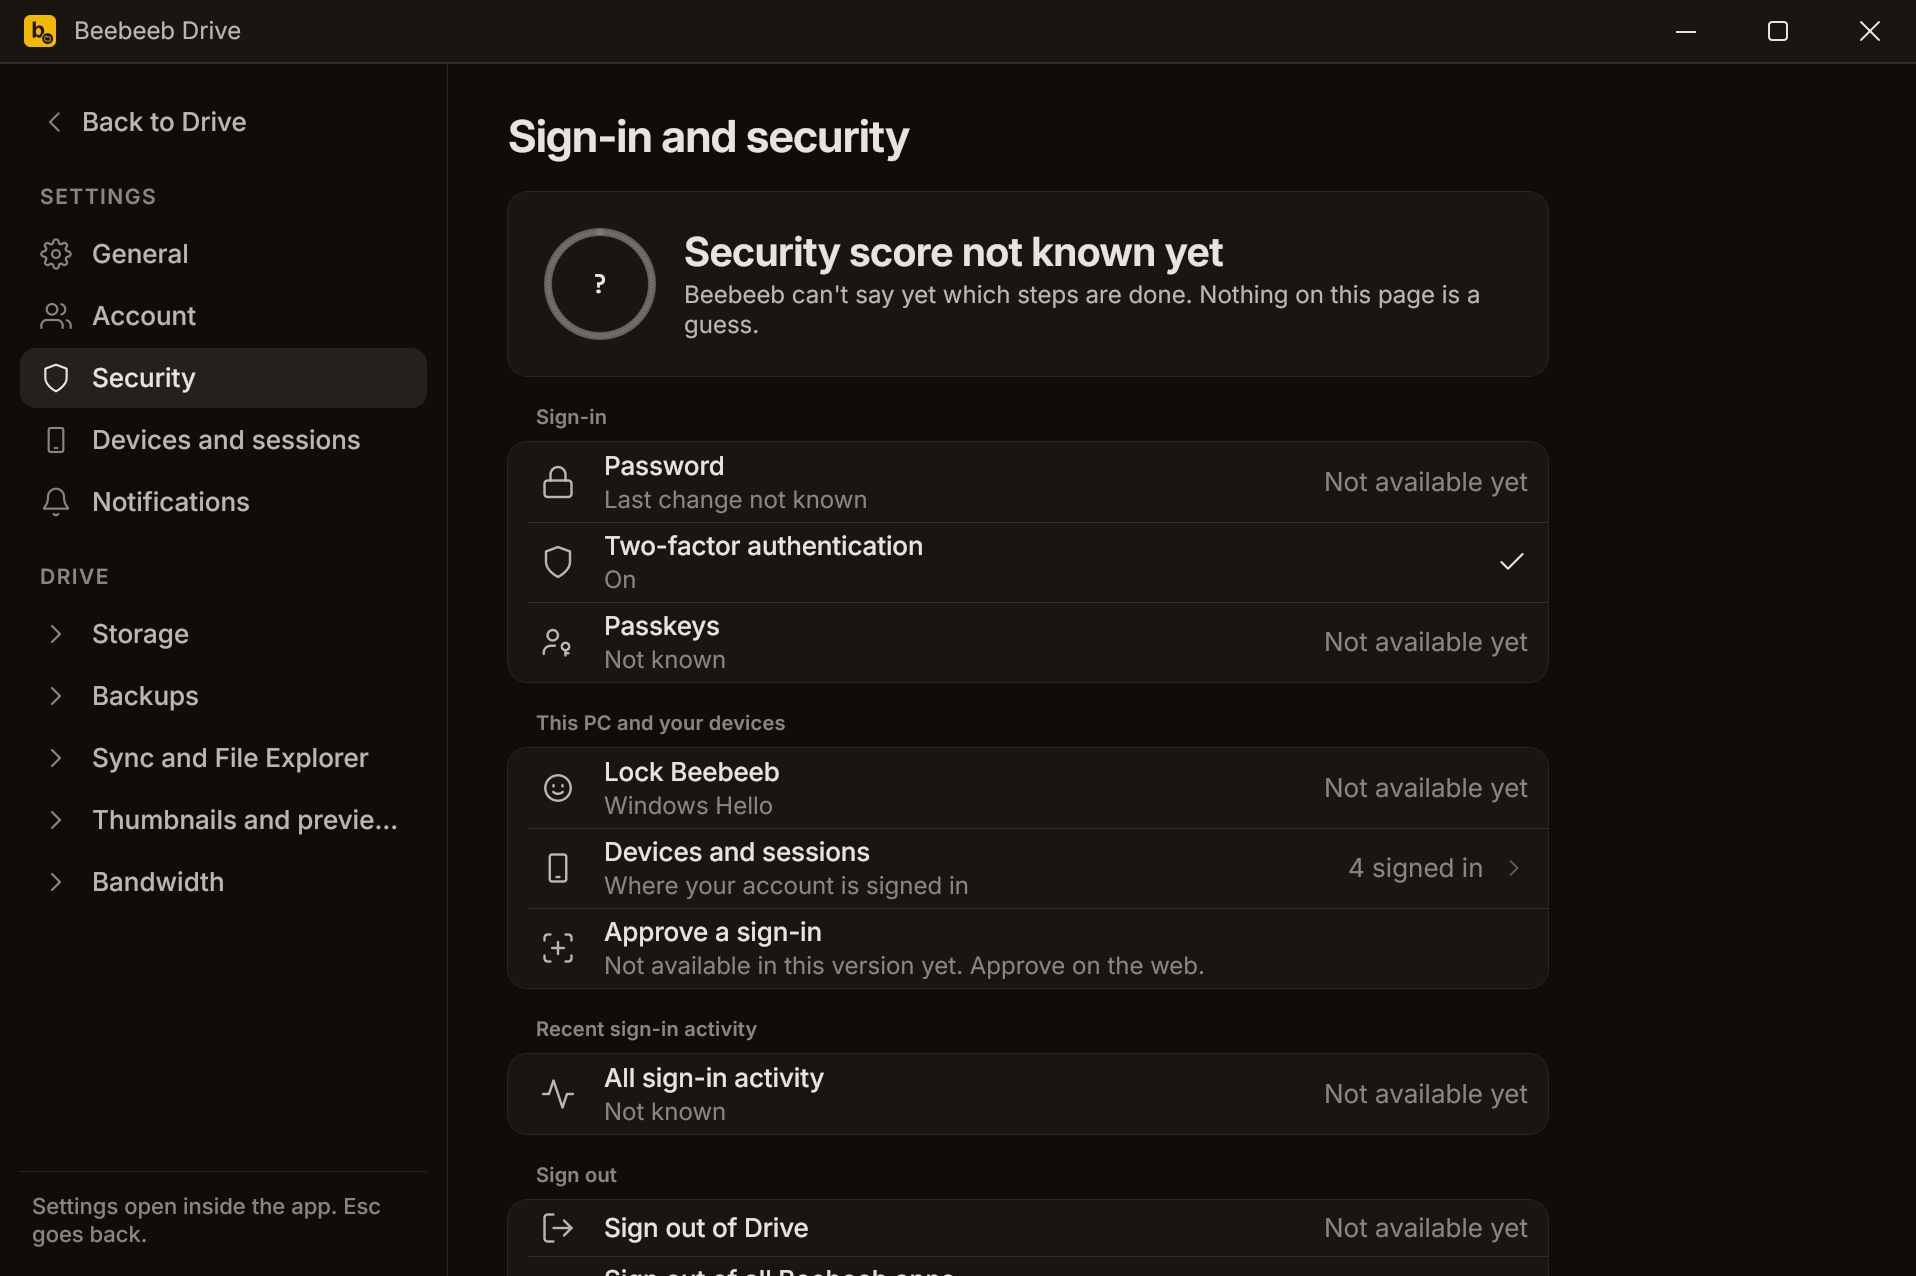 Beebeeb Drive
Back to Drive
SETTINGS
General
Account
Security
Devices and sessions
Notifications
DRIVE
Storage
Backups
Sync and File Explorer
Thumbnails and previe...
Bandwidth
Settings open inside the app. Esc
goes back.
Sign-in and security
?
Security score not known yet
Beebeeb can't say yet which steps are done. Nothing on this page is a
guess.
Sign-in
Password
Last change not known
Not available yet
Two-factor authentication
On
Passkeys
Not known
Not available yet
This PC and your devices
Lock Beebeeb
Windows Hello
Not available yet
Devices and sessions
Where your account is signed in
4 signed in
Approve a sign-in
Not available in this version yet. Approve on the web.
Recent sign-in activity
All sign-in activity
Not known
Not available yet
Sign out
Sign out of Drive
Not available yet
Sign out of all Beebeeb apps